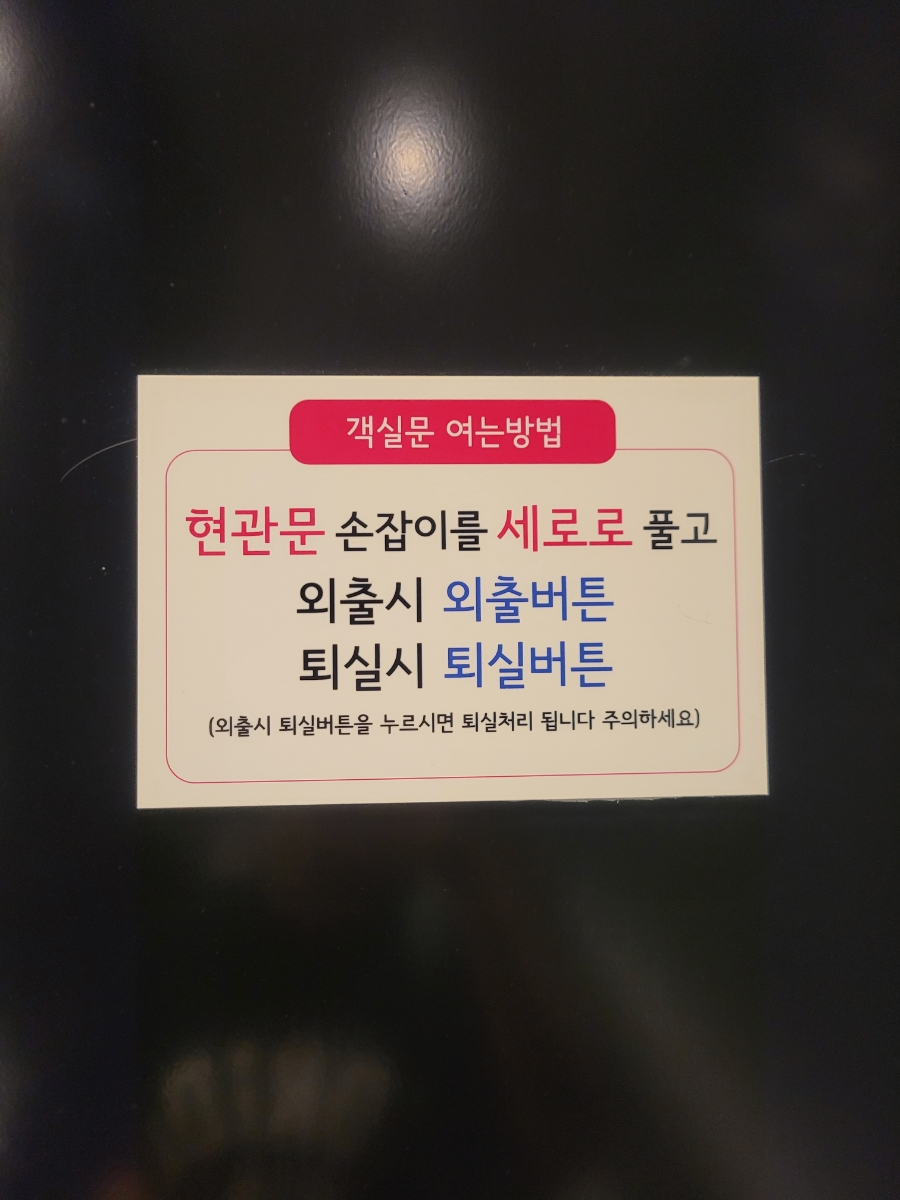 객실문 여는방법
현관문 손잡이를 세로로 풀고
외출시 외출버튼
퇴실시 퇴실버튼
(외출시 퇴실버튼을 누르시면 퇴실처리 됩니다 주의하세요)